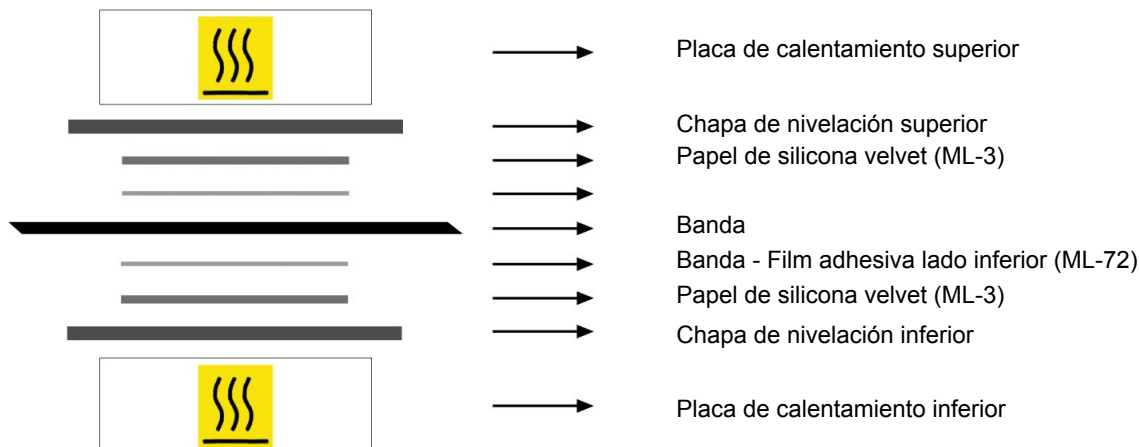 Placa de calentamiento superior
Chapa de nivelación superior
Papel de silicona velvet (ML-3)
Banda
Banda - Film adhesiva lado inferior (ML-72)
Papel de silicona velvet (ML-3)
Chapa de nivelación inferior
Placa de calentamiento inferior